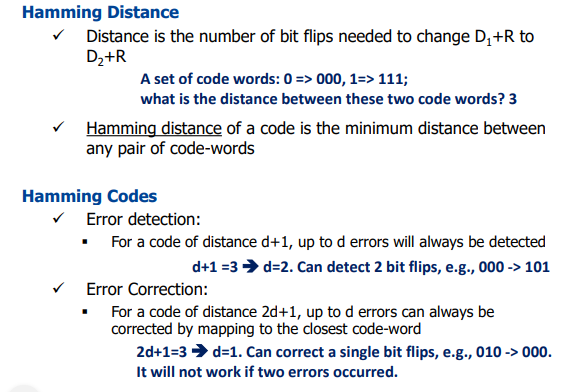 Hamming Distance
✓ Distance is the number of bit flips needed to change D₁+R to
D₂+R
A set of code words: 0 => 000, 1=> 111;
what is the distance between these two code words? 3
✓ Hamming distance of a code is the minimum distance between
any pair of code-words
Hamming Codes
✓ Error detection:
▪ For a code of distance d+1, up to d errors will always be detected
d+1 =3 ➔ d=2. Can detect 2 bit flips, e.g., 000 -> 101
✓ Error Correction:
▪ For a code of distance 2d+1, up to d errors can always be
corrected by mapping to the closest code-word
2d+1=3 ➔ d=1. Can correct a single bit flips, e.g., 010 -> 000.
It will not work if two errors occurred.